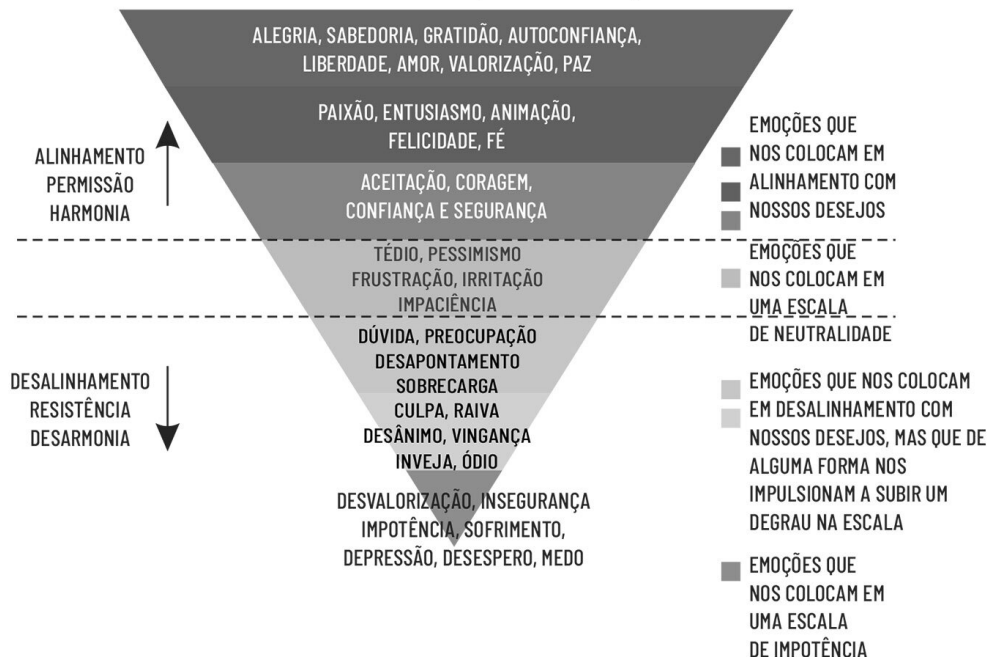 ALEGRIA, SABEDORIA, GRATIDÃO, AUTOCONFIANÇA,
LIBERDADE, AMOR, VALORIZAÇÃO, PAZ
PAIXÃO, ENTUSIASMO, ANIMAÇÃO,
FELICIDADE, FÉ
ACEITAÇÃO, CORAGEM,
CONFIANÇA E SEGURANÇA
TÉDIO, PESSIMISMO
FRUSTRAÇÃO, IRRITAÇÃO
IMPACIÊNCIA
DÚVIDA, PREOCUPAÇÃO
DESAPONTAMENTO
SOBRECARGA
CULPA, RAIVA
DESÂNIMO, VINGANÇA
INVEJA, ÓDIO
DESVALORIZAÇÃO, INSEGURANÇA
IMPOTÊNCIA, SOFRIMENTO,
DEPRESSÃO, DESESPERO, MEDO
ALINHAMENTO
PERMISSÃO
HARMONIA
DESALINHAMENTO
RESISTÊNCIA
DESARMONIA
EMOÇÕES QUE
NOS COLOCAM EM
ALINHAMENTO COM
NOSSOS DESEJOS
EMOÇÕES QUE
NOS COLOCAM EM
UMA ESCALA
DE NEUTRALIDADE
EMOÇÕES QUE NOS COLOCAM
EM DESALINHAMENTO COM
NOSSOS DESEJOS, MAS QUE DE
ALGUMA FORMA NOS
IMPULSIONAM A SUBIR UM
DEGRAU NA ESCALA
EMOÇÕES QUE
NOS COLOCAM EM
UMA ESCALA
DE IMPOTÊNCIA